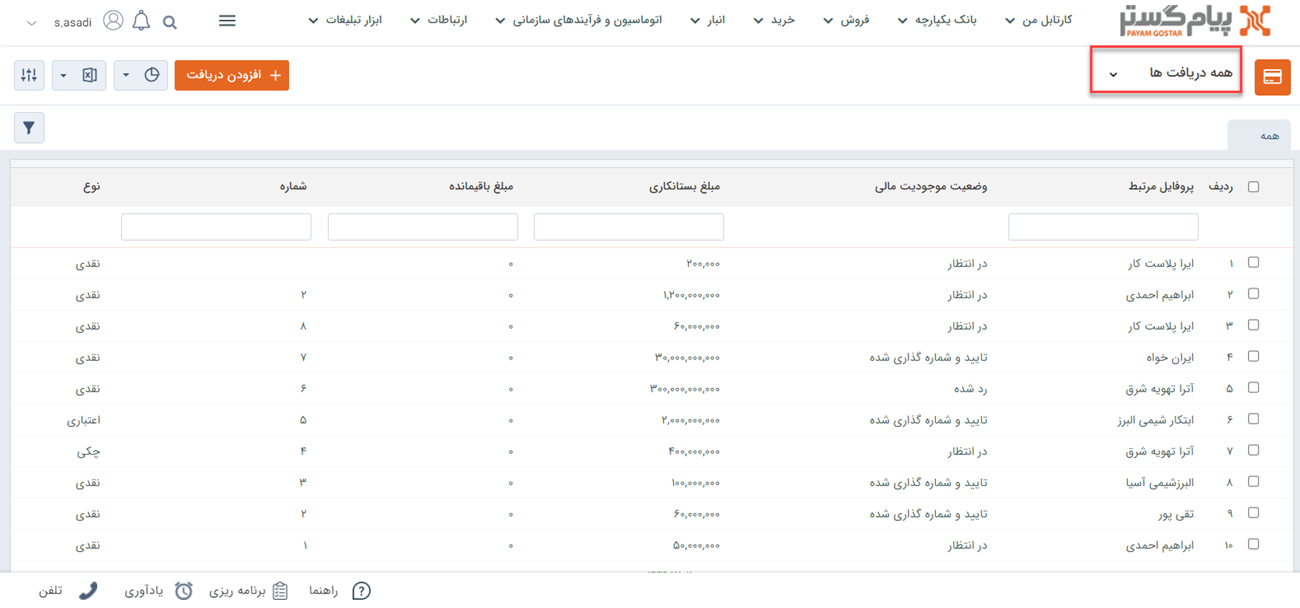 پیام گستر
PAYAM GOSTAR
کارتابل من
بانک یکپارچه
فروش
خرید
انبار
اتوماسیون و فرآیندهای سازمانی
ارتباطات
ابزار تبلیغات
s.asadi
همه دریافت ها
+ افزودن دریافت
همه
ردیف پروفایل مرتبط وضعیت موجودیت مالی مبلغ بستانکاری مبلغ باقیمانده شماره نوع
۱ ایرا پلاست کار در انتظار ۲۰۰,۰۰۰ ۰ نقدی
۲ ابراهیم احمدی در انتظار ۱,۲۰۰,۰۰۰,۰۰۰ ۰ ۲ نقدی
۳ ایرا پلاست کار در انتظار ۶۰,۰۰۰,۰۰۰ ۰ ۸ نقدی
۴ ایران خواه تایید و شماره گذاری شده ۳۰,۰۰۰,۰۰۰,۰۰۰ ۰ ۷ نقدی
۵ آترا تهویه شرق رد شده ۳۰۰,۰۰۰,۰۰۰,۰۰۰ ۰ ۶ نقدی
۶ ابتکار شیمی البرز تایید و شماره گذاری شده ۲,۰۰۰,۰۰۰,۰۰۰ ۰ ۵ اعتباری
۷ آترا تهویه شرق در انتظار ۴۰۰,۰۰۰,۰۰۰ ۰ ۴ چکی
۸ البرزشیمی آسیا تایید و شماره گذاری شده ۱۰۰,۰۰۰,۰۰۰ ۰ ۳ نقدی
۹ تقی پور تایید و شماره گذاری شده ۶۰,۰۰۰,۰۰۰ ۰ ۲ نقدی
۱۰ ابراهیم احمدی در انتظار ۵۰,۰۰۰,۰۰۰ ۰ ۱ نقدی
راهنما
برنامه ریزی
یادآوری
تلفن